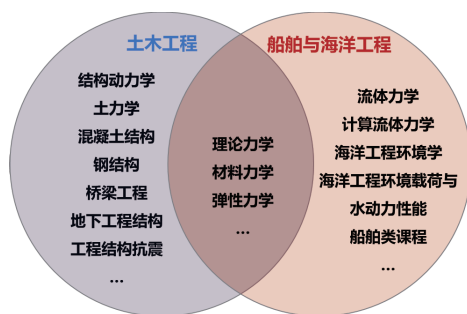 土木工程
船舶与海洋工程
结构动力学
土力学
混凝土结构
钢结构
桥梁工程
地下工程结构
工程结构抗震
...
理论力学
材料力学
弹性力学
...
流体力学
计算流体力学
海洋工程环境学
海洋工程环境载荷与
水动力性能
船舶类课程
...